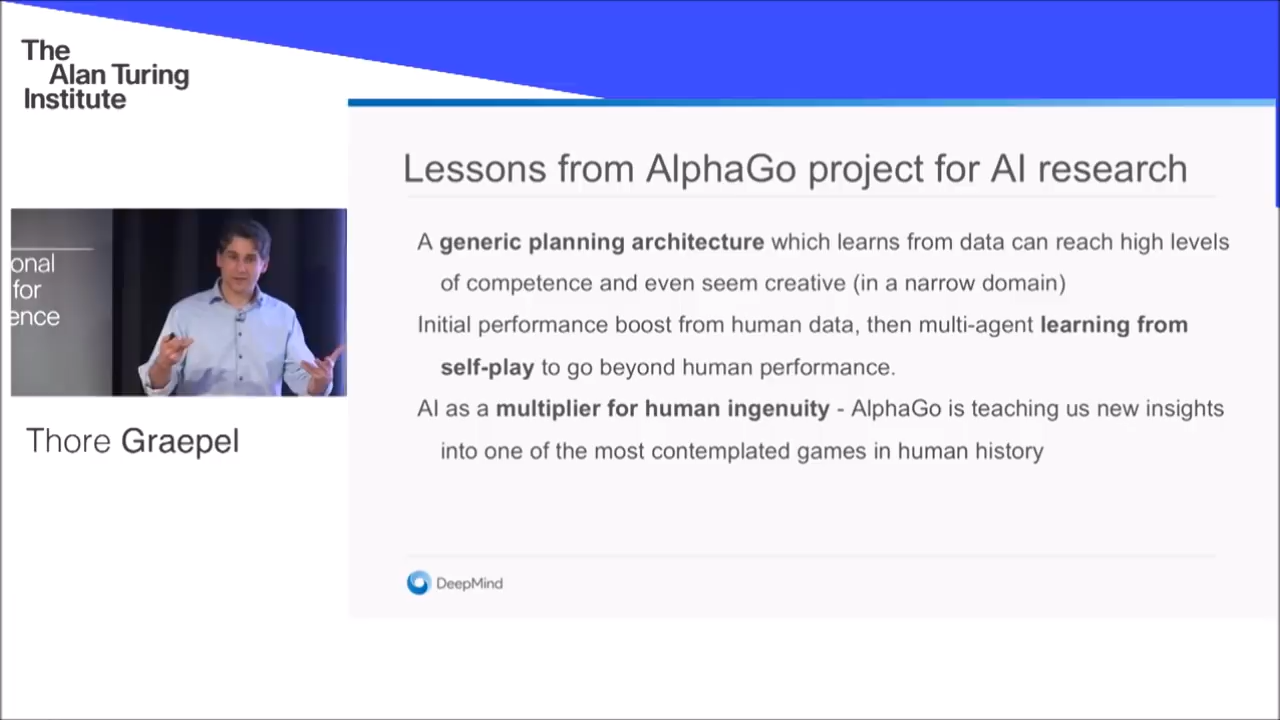 The
Alan Turing
Institute
onal
for
ence
Thore Graepel
Lessons from AlphaGo project for AI research
A generic planning architecture which learns from data can reach high levels
of competence and even seem creative (in a narrow domain)
Initial performance boost from human data, then multi-agent learning from
self-play to go beyond human performance.
AI as a multiplier for human ingenuity - AlphaGo is teaching us new insights
into one of the most contemplated games in human history
DeepMind